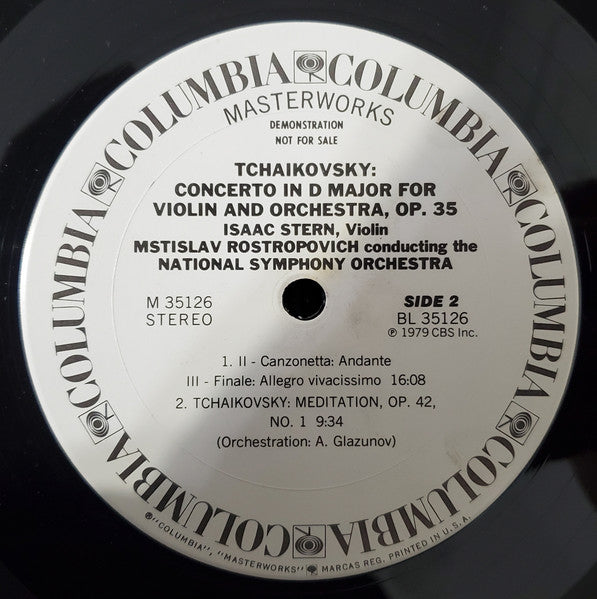 COLUMBIA COLUMBIA COLUMBIA COLUMBIA COLUMBIA COLUMBIA
MASTERWORKS
DEMONSTRATION
NOT FOR SALE
TCHAIKOVSKY:
CONCERTO IN D MAJOR FOR
VIOLIN AND ORCHESTRA, OP. 35
ISAAC STERN, Violin
MSTISLAV ROSTROPOVICH conducting the
NATIONAL SYMPHONY ORCHESTRA
M 35126 SIDE 2
STEREO BL 35126
℗ 1979 CBS Inc.
1. II - Canzonetta: Andante
III - Finale: Allegro vivacissimo 16:08
2. TCHAIKOVSKY: MEDITATION, OP. 42,
NO. 1 9:34
(Orchestration: A. Glazunov)
®"COLUMBIA", "MASTERWORKS" MARCAS REG. PRINTED IN U.S.A.